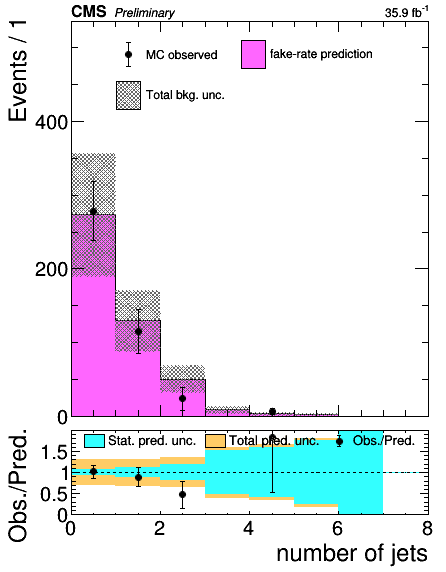 CMS Preliminary 35.9 fb-1
Events / 1
MC observed fake-rate prediction
Total bkg. unc.
400
200
0
Obs./Pred.
Stat. pred. unc. Total pred. unc. Obs./Pred.
1.5
1
0.5
0
0 2 4 6 8
number of jets